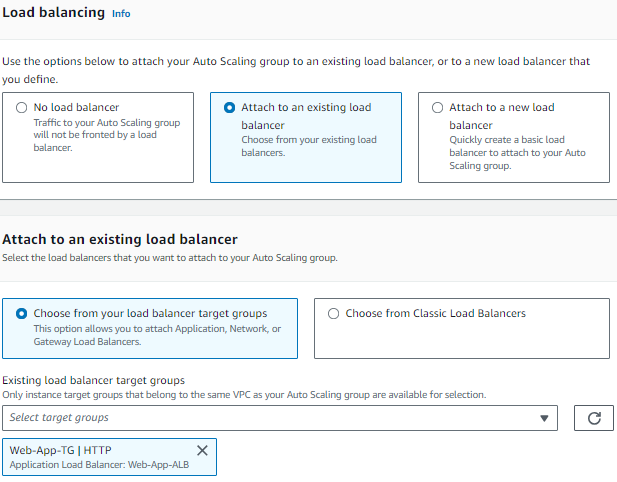 Load balancing Info
Use the options below to attach your Auto Scaling group to an existing load balancer, or to a new load balancer that
you define.
No load balancer
Traffic to your Auto Scaling group
will not be fronted by a load
balancer.
Attach to an existing load
balancer
Choose from your existing load
balancers.
Attach to a new load
balancer
Quickly create a basic load
balancer to attach to your Auto
Scaling group.
Attach to an existing load balancer
Select the load balancers that you want to attach to your Auto Scaling group.
Choose from your load balancer target groups
This option allows you to attach Application, Network, or
Gateway Load Balancers.
Choose from Classic Load Balancers
Existing load balancer target groups
Only instance target groups that belong to the same VPC as your Auto Scaling group are available for selection.
Select target groups
Web-App-TG | HTTP
Application Load Balancer: Web-App-ALB